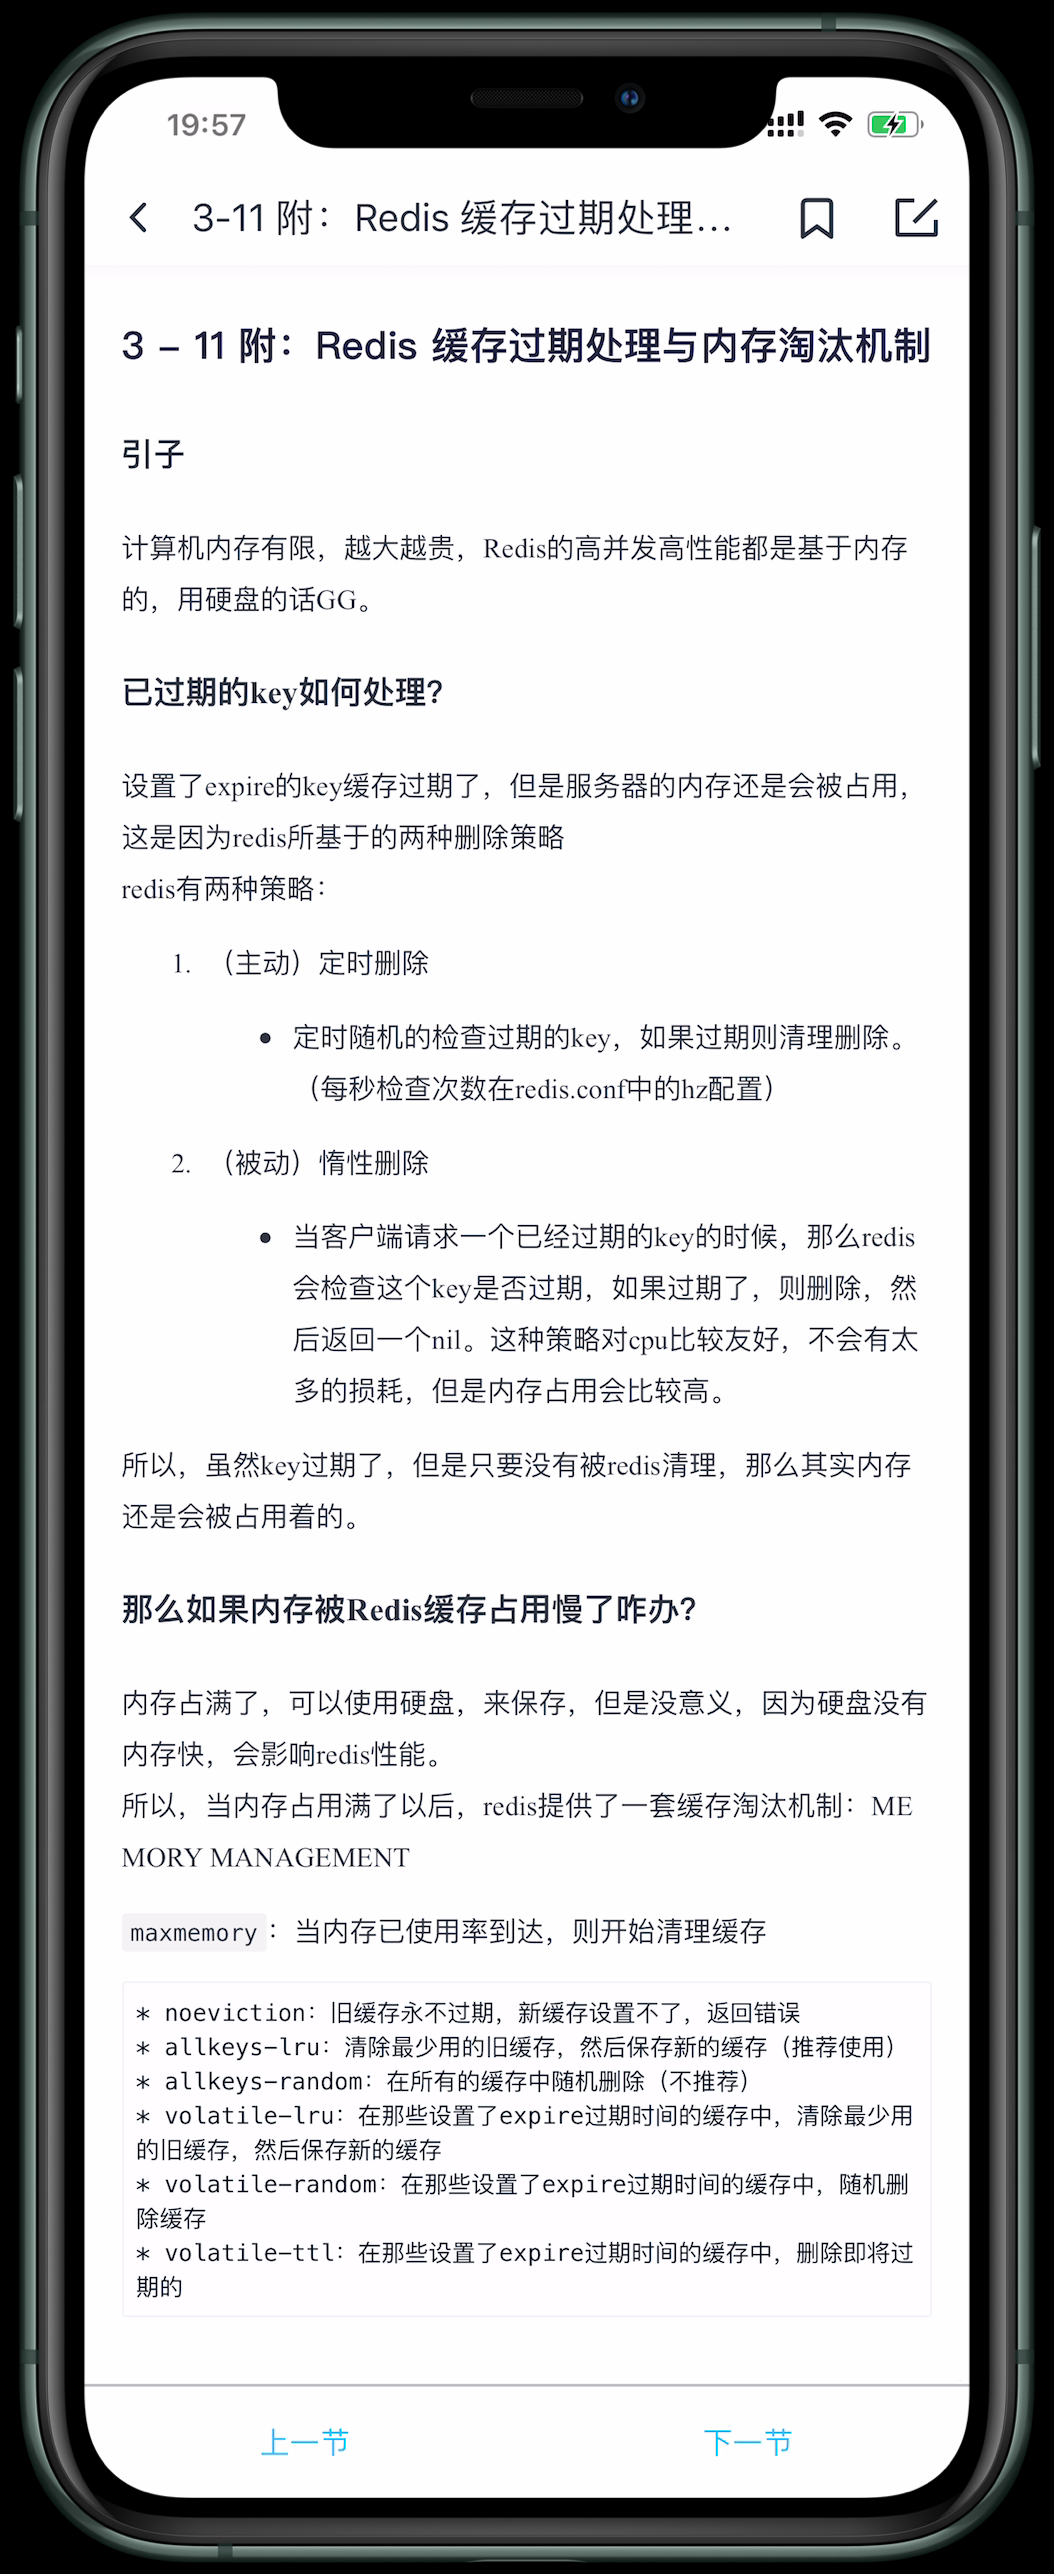 19:57
3-11 附：Redis 缓存过期处理...
3 – 11 附：Redis 缓存过期处理与内存淘汰机制
引子
计算机内存有限，越大越贵，Redis的高并发高性能都是基于内存
的，用硬盘的话GG。
已过期的key如何处理？
设置了expire的key缓存过期了，但是服务器的内存还是会被占用，
这是因为redis所基于的两种删除策略
redis有两种策略：
1. （主动）定时删除
• 定时随机的检查过期的key，如果过期则清理删除。
（每秒检查次数在redis.conf中的hz配置）
2. （被动）惰性删除
• 当客户端请求一个已经过期的key的时候，那么redis
会检查这个key是否过期，如果过期了，则删除，然
后返回一个nil。这种策略对cpu比较友好，不会有太
多的损耗，但是内存占用会比较高。
所以，虽然key过期了，但是只要没有被redis清理，那么其实内存
还是会被占用着的。
那么如果内存被Redis缓存占用慢了咋办？
内存占满了，可以使用硬盘，来保存，但是没意义，因为硬盘没有
内存快，会影响redis性能。
所以，当内存占用满了以后，redis提供了一套缓存淘汰机制：ME
MORY MANAGEMENT
maxmemory：当内存已使用率到达，则开始清理缓存
* noeviction：旧缓存永不过期，新缓存设置不了，返回错误
* allkeys-lru：清除最少用的旧缓存，然后保存新的缓存（推荐使用）
* allkeys-random：在所有的缓存中随机删除（不推荐）
* volatile-lru：在那些设置了expire过期时间的缓存中，清除最少用
的旧缓存，然后保存新的缓存
* volatile-random：在那些设置了expire过期时间的缓存中，随机删
除缓存
* volatile-ttl：在那些设置了expire过期时间的缓存中，删除即将过
期的
上一节
下一节